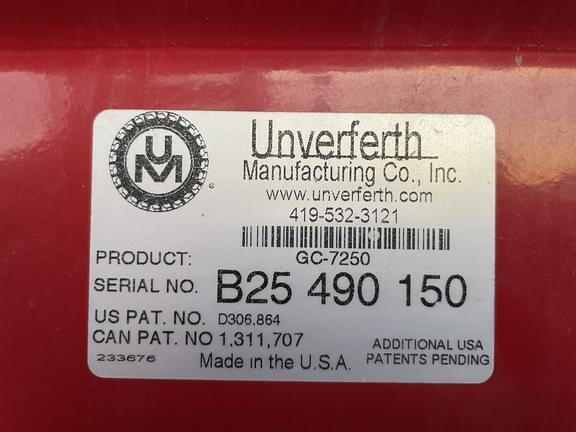 UM
Unverferth
Manufacturing Co., Inc.
www.unverferth.com
419-532-3121
PRODUCT: GC-7250
SERIAL NO. B25 490 150
US PAT. NO. D306,864
CAN PAT. NO 1,311,707
ADDITIONAL USA
PATENTS PENDING
233676 Made in the U.S.A.